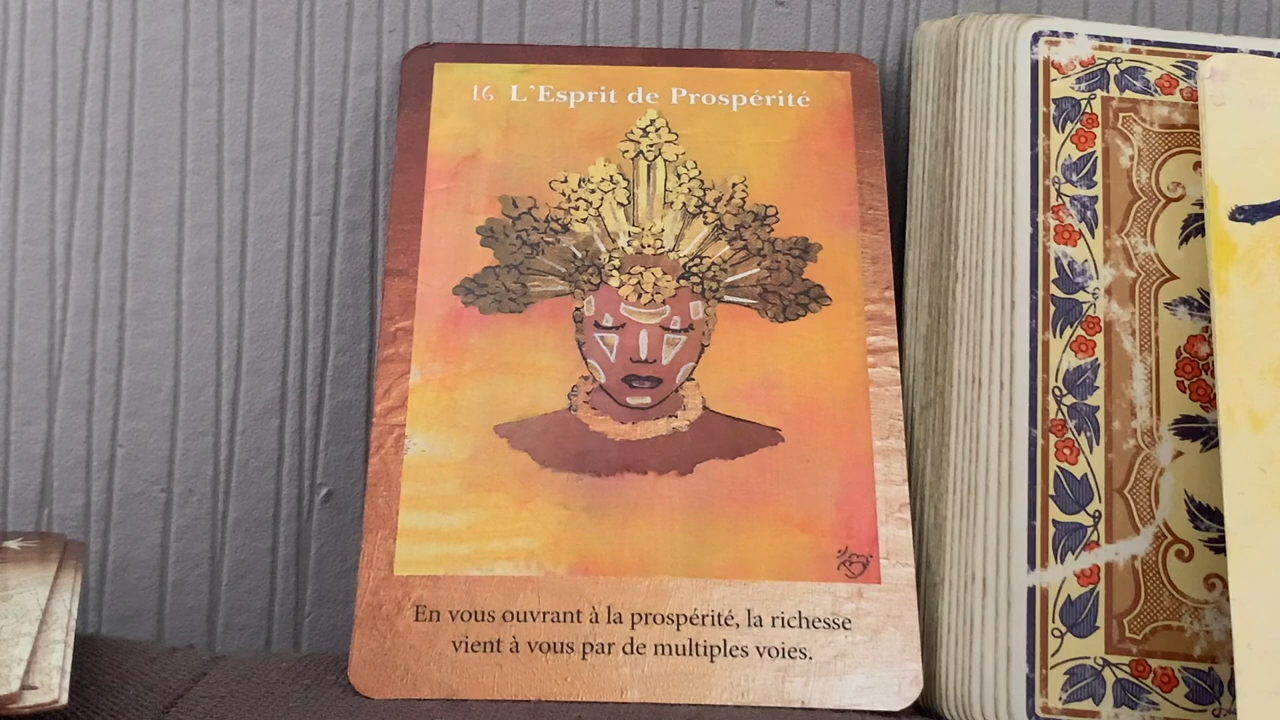 16 L'Esprit de Prospérité
En vous ouvrant à la prospérité, la richesse
vient à vous par de multiples voies.